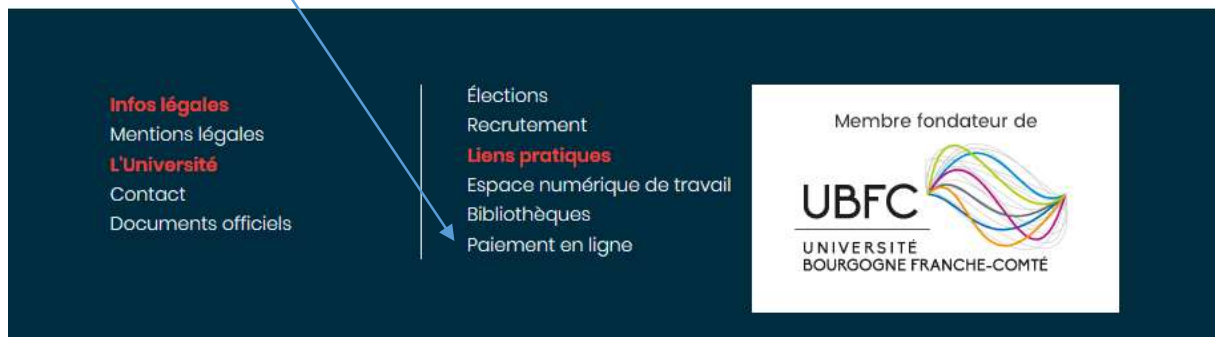 Infos légales
Mentions légales
L'Université
Contact
Documents officiels
Élections
Recrutement
Liens pratiques
Espace numérique de travail
Bibliothèques
Paiement en ligne
Membre fondateur de
UBFC
UNIVERSITÉ
BOURGOGNE FRANCHE-COMTÉ